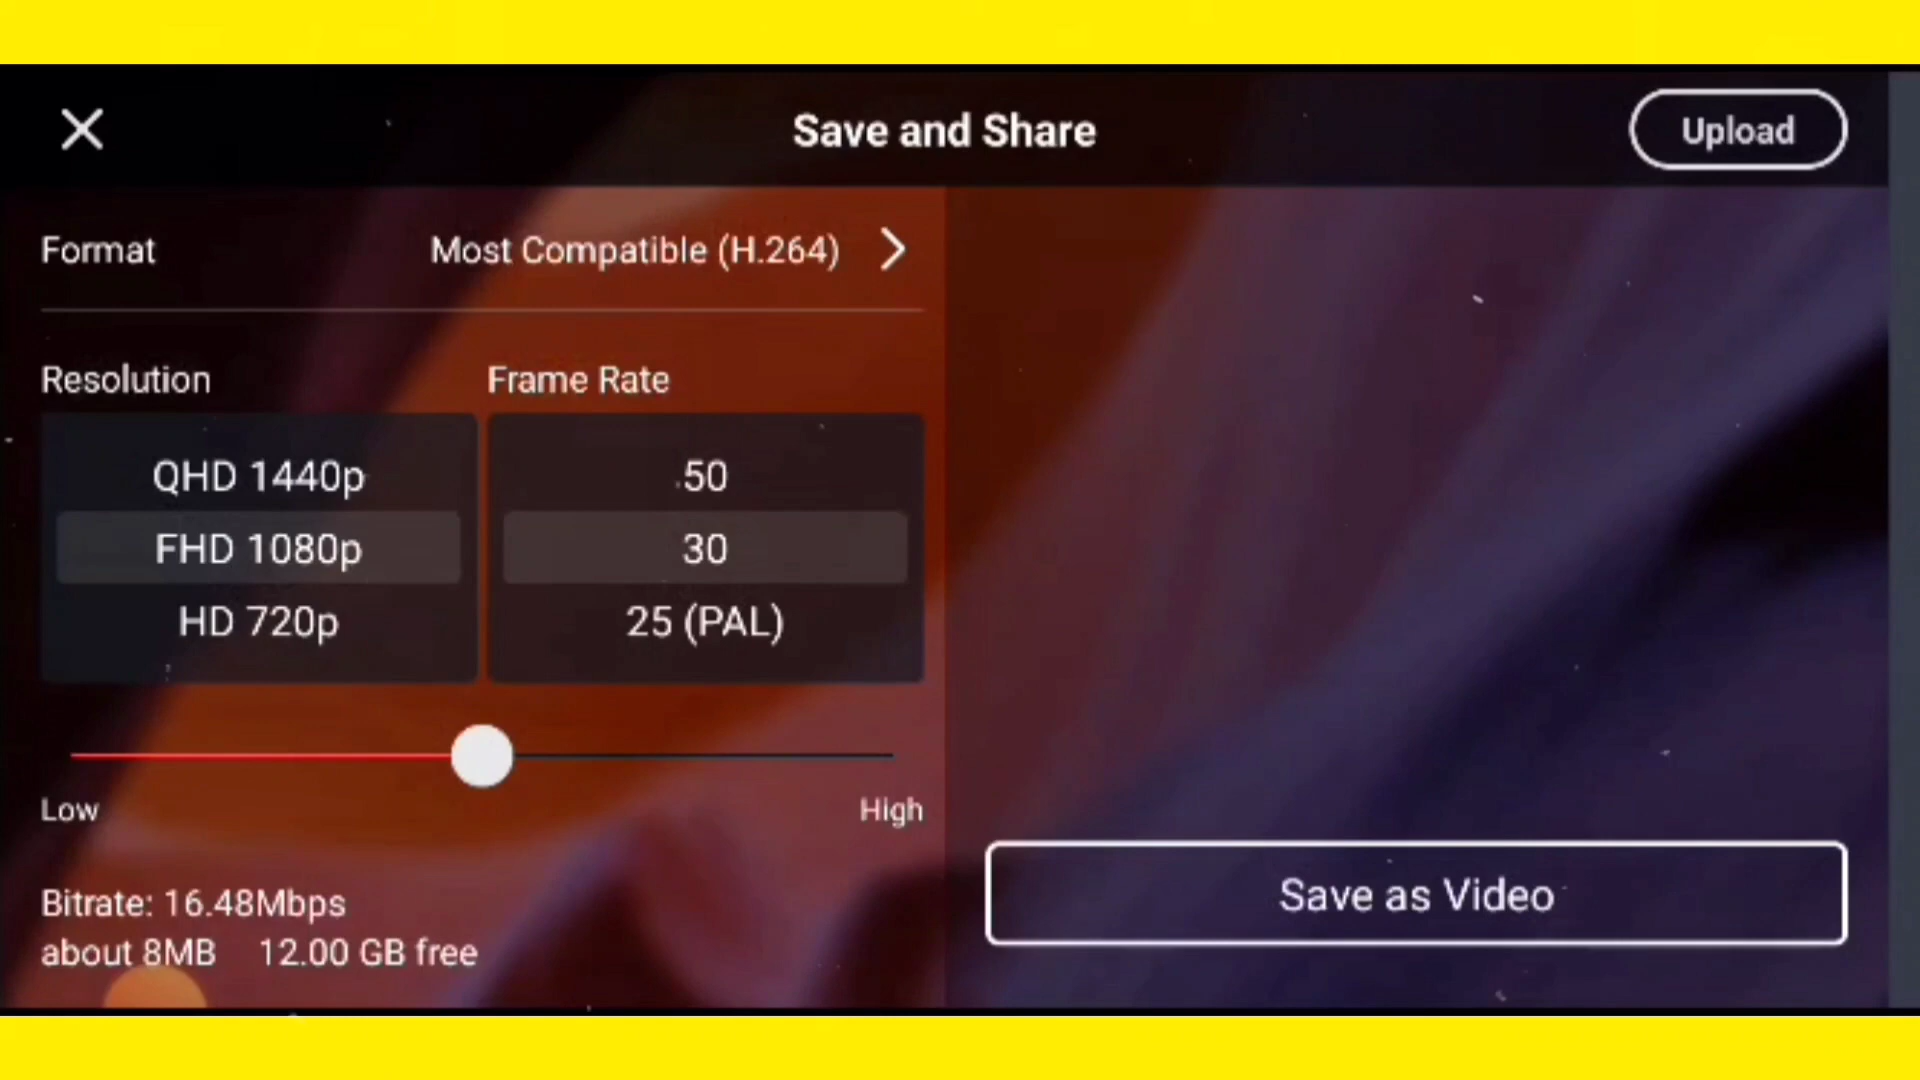 Save and Share
Upload
Format
Most Compatible (H.264)
Resolution
Frame Rate
QHD 1440p
50
FHD 1080p
30
HD 720p
25 (PAL)
Low
High
Bitrate: 16.48Mbps
about 8MB 12.00 GB free
Save as Video